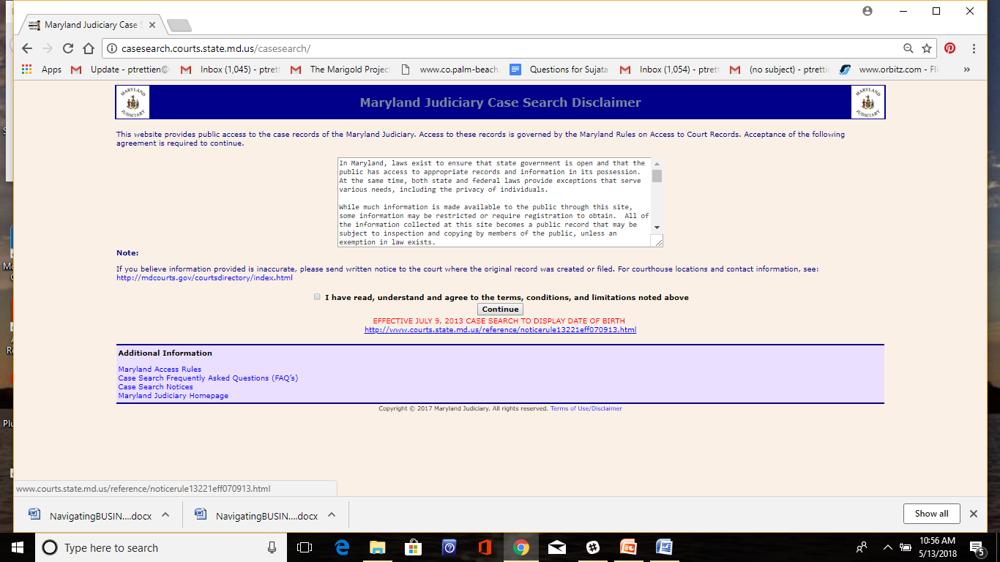 Maryland Judiciary Case S
casesearch.courts.state.md.us/casesearch/
Apps Update - ptrettien@ Inbox (1,045) - ptrett The Marigold Project www.co.palm-beach. Questions for Sujata Inbox (1,054) - ptrett (no subject) - ptrettie www.orbitz.com - Fli »
MARYLAND JUDICIARY
Maryland Judiciary Case Search Disclaimer
MARYLAND JUDICIARY
This website provides public access to the case records of the Maryland Judiciary. Access to these records is governed by the Maryland Rules on Access to Court Records. Acceptance of the following
agreement is required to continue.
In Maryland, laws exist to ensure that state government is open and that the
public has access to appropriate records and information in its possession.
At the same time, both state and federal laws provide exceptions that serve
various needs, including the privacy of individuals.
While much information is made available to the public through this site,
some information may be restricted or require registration to obtain. All of
the information collected at this site becomes a public record that may be
subject to inspection and copying by members of the public, unless an
exemption in law exists.
Note:
If you believe information provided is inaccurate, please send written notice to the court where the original record was created or filed. For courthouse locations and contact information, see:
http://mdcourts.gov/courtsdirectory/index.html
I have read, understand and agree to the terms, conditions, and limitations noted above
Continue
EFFECTIVE JULY 9, 2013 CASE SEARCH TO DISPLAY DATE OF BIRTH
http://www.courts.state.md.us/reference/noticerule13221eff070913.html
Additional Information
Maryland Access Rules
Case Search Frequently Asked Questions (FAQ's)
Case Search Notices
Maryland Judiciary Homepage
Copyright © 2017 Maryland Judiciary. All rights reserved. Terms of Use/Disclaimer
www.courts.state.md.us/reference/noticerule13221eff070913.html
NavigatingBUSIN....docx NavigatingBUSIN....docx Show all
Type here to search
10:56 AM
5/13/2018
5